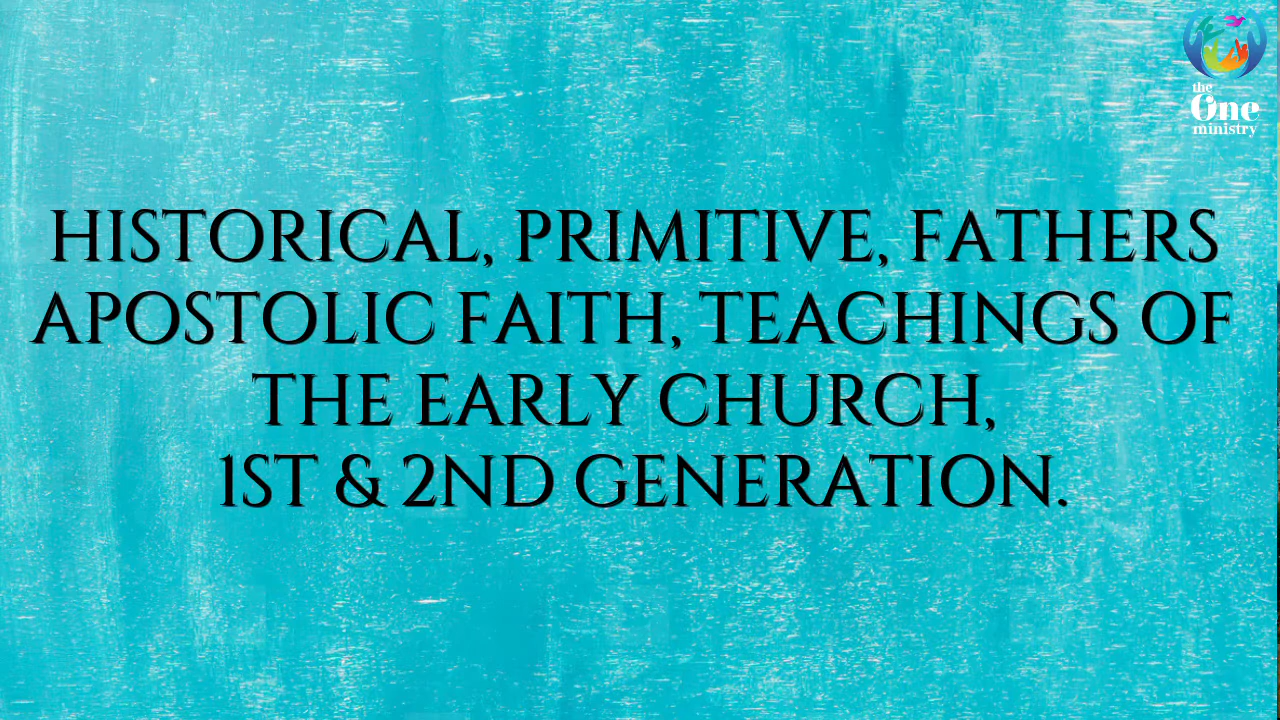 the
One
ministry
HISTORICAL, PRIMITIVE, FATHERS
APOSTOLIC FAITH, TEACHINGS OF
THE EARLY CHURCH,
1ST & 2ND GENERATION.